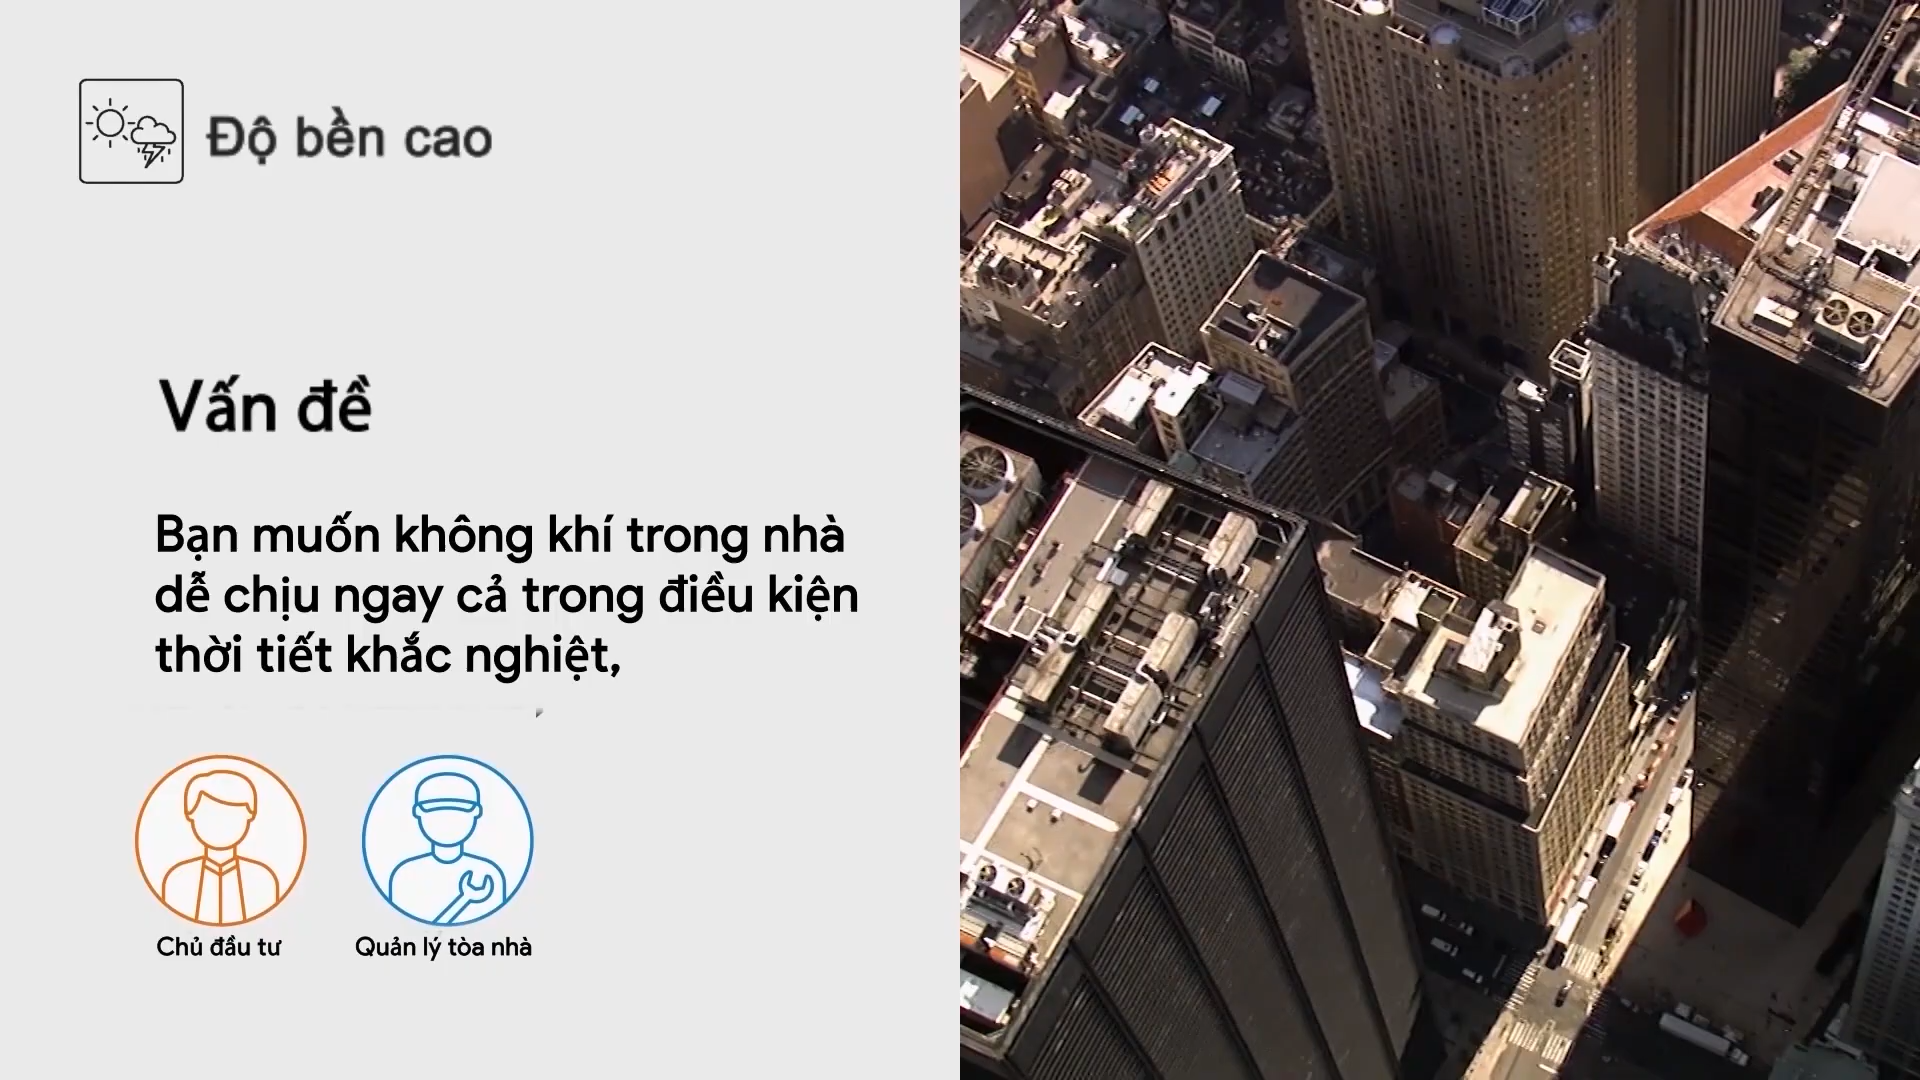 Độ bền cao
Vấn đề
Bạn muốn không khí trong nhà
dễ chịu ngay cả trong điều kiện
thời tiết khắc nghiệt,
Chủ đầu tư
Quản lý tòa nhà